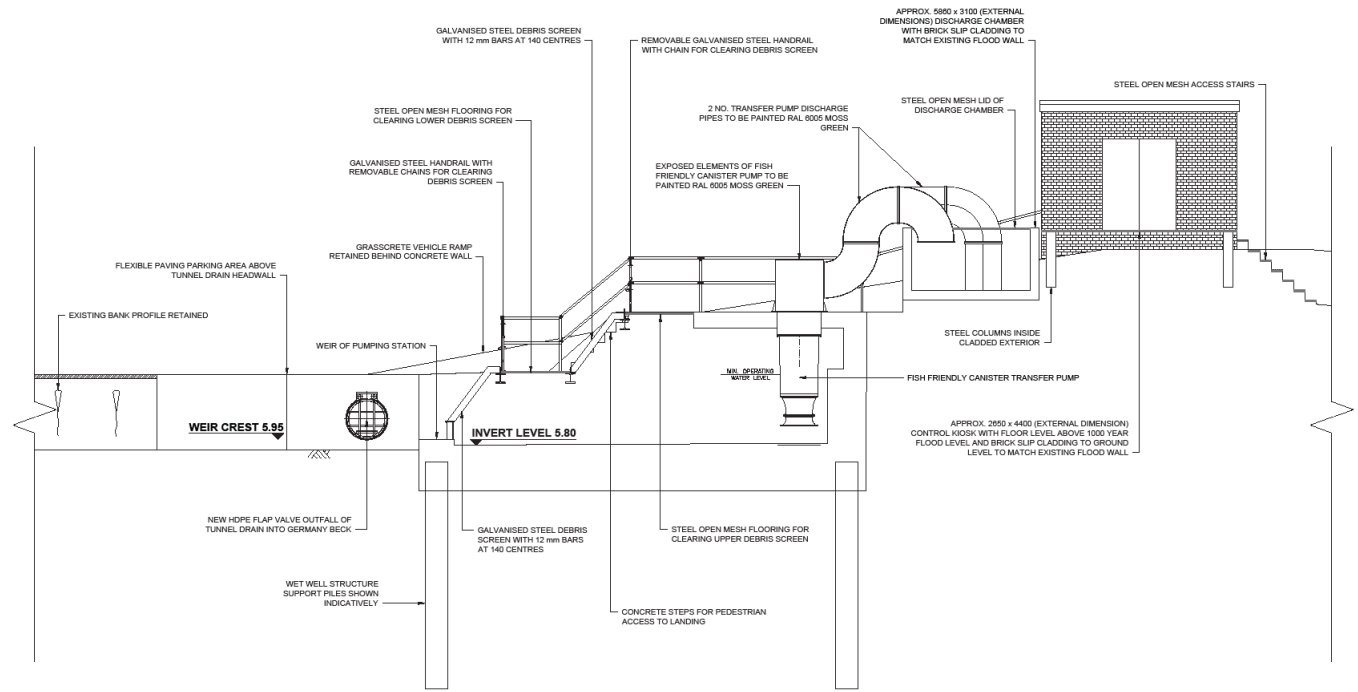 GALVANISED STEEL DEBRIS SCREEN
WITH 12 mm BARS AT 140 CENTRES
REMOVABLE GALVANISED STEEL HANDRAIL
WITH CHAIN FOR CLEARING DEBRIS SCREEN
APPROX. 5860 x 3100 (EXTERNAL
DIMENSIONS) DISCHARGE CHAMBER
WITH BRICK SLIP CLADDING TO
MATCH EXISTING FLOOD WALL
STEEL OPEN MESH ACCESS STAIRS
STEEL OPEN MESH FLOORING FOR
CLEARING LOWER DEBRIS SCREEN
2 NO. TRANSFER PUMP DISCHARGE
PIPES TO BE PAINTED RAL 6005 MOSS
GREEN
STEEL OPEN MESH LID OF
DISCHARGE CHAMBER
GALVANISED STEEL HANDRAIL WITH
REMOVABLE CHAINS FOR CLEARING
DEBRIS SCREEN
EXPOSED ELEMENTS OF FISH
FRIENDLY CANISTER PUMP TO BE
PAINTED RAL 6005 MOSS GREEN
GRASSCRETE VEHICLE RAMP
RETAINED BEHIND CONCRETE WALL
FLEXIBLE PAVING PARKING AREA ABOVE
TUNNEL DRAIN HEADWALL
EXISTING BANK PROFILE RETAINED
WEIR OF PUMPING STATION
STEEL COLUMNS INSIDE
CLADDED EXTERIOR
MIN. OPERATING
WATER LEVEL
FISH FRIENDLY CANISTER TRANSFER PUMP
WEIR CREST 5.95
INVERT LEVEL 5.80
APPROX. 2650 x 4400 (EXTERNAL DIMENSION)
CONTROL KIOSK WITH FLOOR LEVEL ABOVE 1000 YEAR
FLOOD LEVEL AND BRICK SLIP CLADDING TO GROUND
LEVEL TO MATCH EXISTING FLOOD WALL
NEW HDPE FLAP VALVE OUTFALL OF
TUNNEL DRAIN INTO GERMANY BECK
GALVANISED STEEL DEBRIS
SCREEN WITH 12 mm BARS
AT 140 CENTRES
STEEL OPEN MESH FLOORING FOR
CLEARING UPPER DEBRIS SCREEN
WET WELL STRUCTURE
SUPPORT PILES SHOWN
INDICATIVELY
CONCRETE STEPS FOR PEDESTRIAN
ACCESS TO LANDING